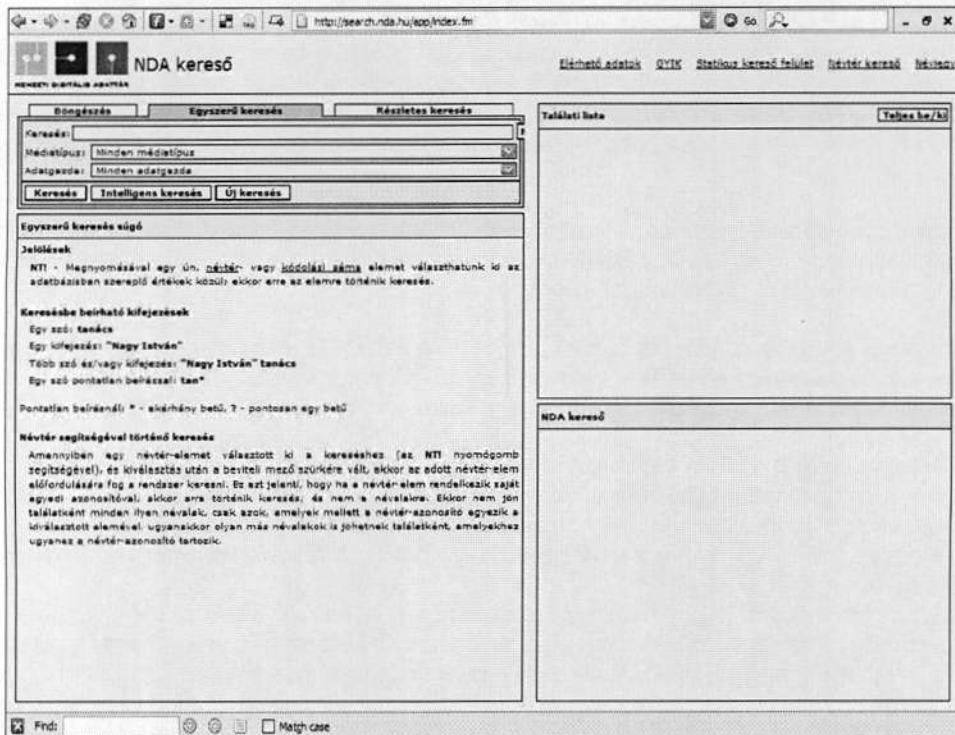 http://search.nda.hu/app/index.fm
Go
NDA kereső
NEMZETI DIGITÁLIS ADATTÁR
Elérhető adatok GYIK Statikus kereső felület Névtér kereső
Böngészés Egyszerű keresés Részletes keresés
Keresés:
Médiatípus: Minden médiatípus
Adatgazda: Minden adatgazda
Keresés Intelligens keresés Új keresés
Egyszerű keresés súgó
Jelölések
NT! - Megnyomásával egy ún. névtér- vagy kódolási séma elemet választhatunk ki az
adatbázisban szereplő értékek közül; ekkor erre az elemre történik keresés.
Keresésbe beírható kifejezések
Egy szó: tanács
Egy kifejezés: "Nagy István"
Több szó és/vagy kifejezés: "Nagy István" tanács
Egy szó pontatlan beírással: tan*
Pontatlan beírásnál: * - akárhány betű, ? - pontosan egy betű
Névtér segítségével történő keresés
Amennyiben egy névtér-elemet választott ki a kereséshez (az NT! nyomógomb
segítségével), és kiválasztás után a beviteli mező szürkére vált, akkor az adott névtér-elem
előfordulására fog a rendszer keresni. Ez azt jelenti, hogy ha a névtér-elem rendelkezik saját
egyedi azonosítóval, akkor arra történik keresés, és nem a névalakra. Ekkor nem jön
találatként minden ilyen névalak, csak azok, amelyek mellett a névtér-azonosító egyezik a
kiválasztott elemével, ugyanakkor olyan más névalakok is jöhetnek találatként, amelyekhez
ugyanez a névtér-azonosító tartozik.
Találati lista Teljes be/ki
NDA kereső
Find: Match case